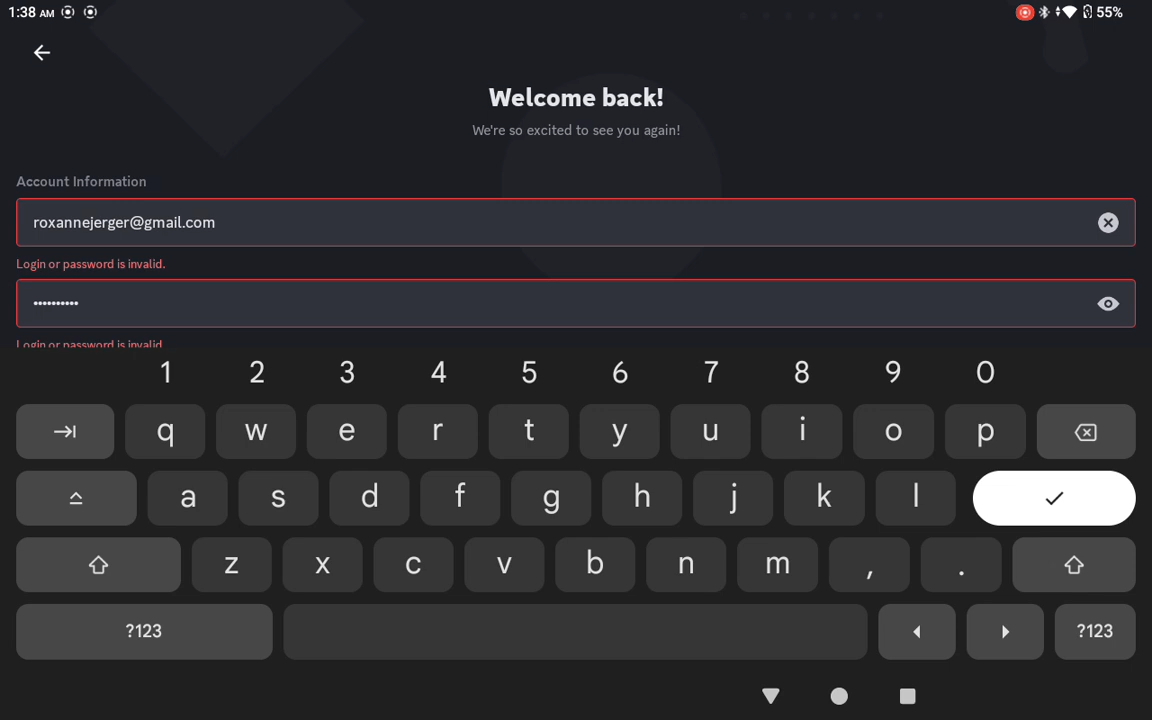 1:38 AM 55%
Welcome back!
We're so excited to see you again!
Account Information
roxannejerger@gmail.com
Login or password is invalid.
••••••••••
Login or password is invalid.
1 2 3 4 5 6 7 8 9 0
q w e r t y u i o p
a s d f g h j k l
z x c v b n m , .
?123 ?123